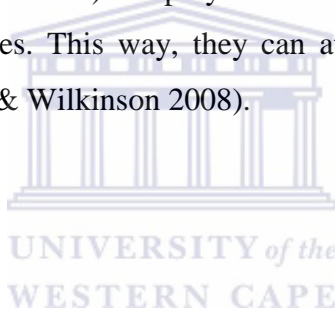 es. This way, they can a
& Wilkinson 2008).
UNIVERSITY of the
WESTERN CAPE